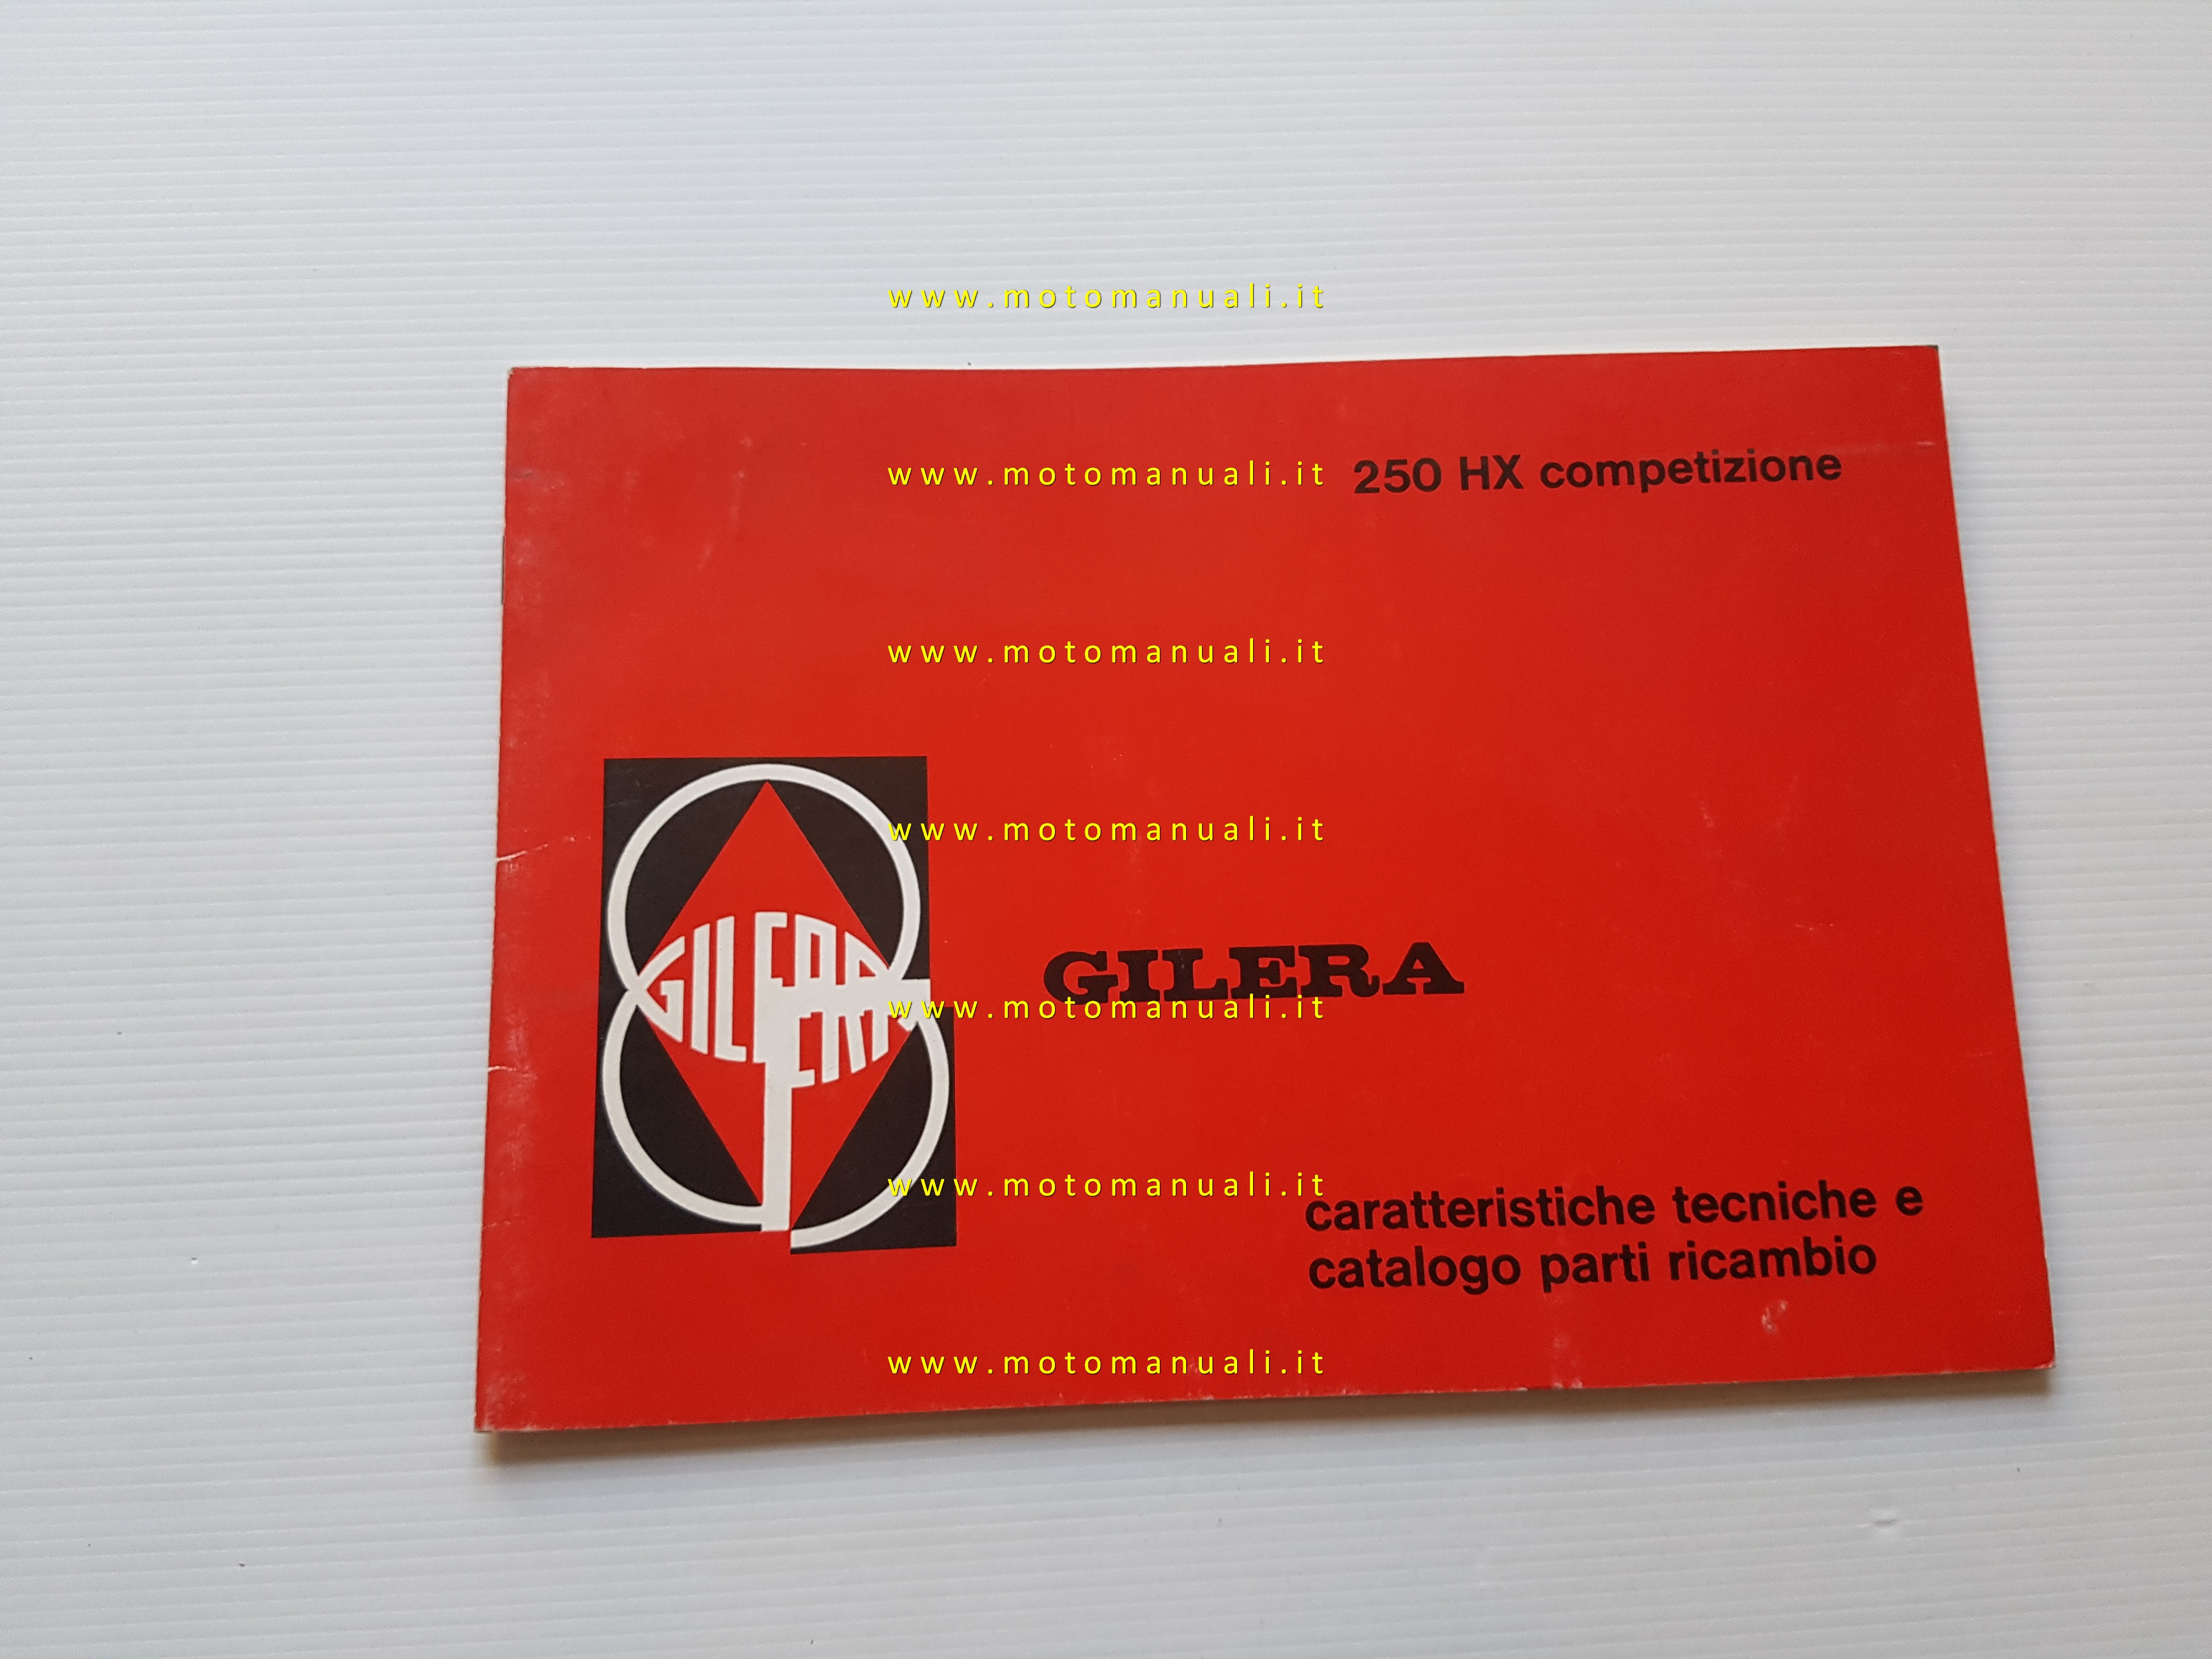 www.motomanuali.it
www.motomanuali.it 250 HX competizione
www.motomanuali.it
www.motomanuali.it
GILERA
GILERA
www.motomanuali.it
www.motomanuali.it
caratteristiche tecniche e
catalogo parti ricambio
www.motomanuali.it